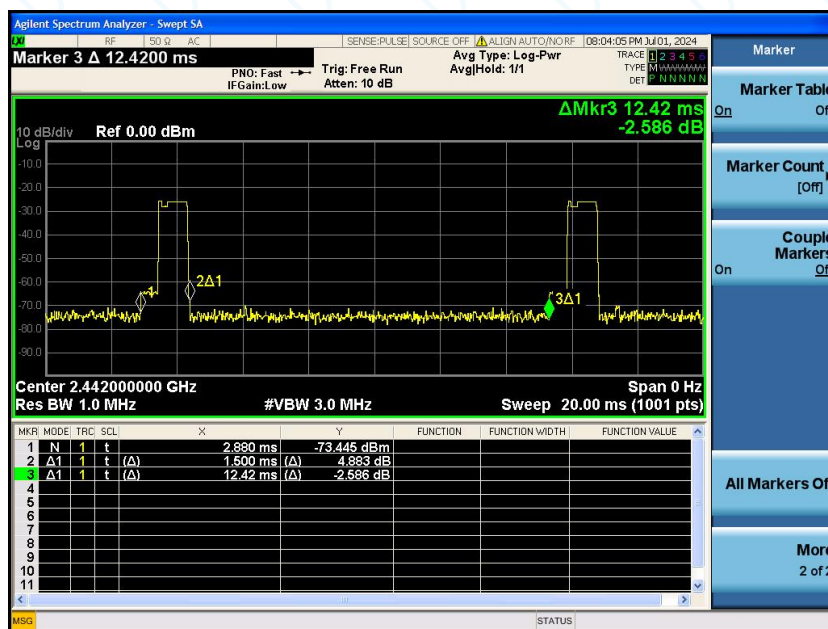 Agilent Spectrum Analyzer - Swept SA
LXI RF 50 Ω AC SENSE:PULSE SOURCE OFF ALIGN AUTO/NO RF 08:04:05 PM Jul 01, 2024
Marker 3 Δ 12.4200 ms
PNO: Fast
IFGain:Low
Trig: Free Run
Atten: 10 dB
Avg Type: Log-Pwr
Avg|Hold: 1/1
TRACE 1 2 3 4 5 6
TYPE M WWWWW
DET P N N N N N
ΔMkr3 12.42 ms
-2.586 dB
10 dB/div Ref 0.00 dBm
Log
-10.0
-20.0
-30.0
-40.0
-50.0
-60.0
-70.0
-80.0
-90.0
1
2Δ1
3Δ1
Center 2.442000000 GHz Span 0 Hz
Res BW 1.0 MHz #VBW 3.0 MHz Sweep 20.00 ms (1001 pts)
MKR MODE TRC SCL X Y FUNCTION FUNCTION WIDTH FUNCTION VALUE
1 N 1 t 2.880 ms -73.445 dBm
2 Δ1 1 t (Δ) 1.500 ms (Δ) 4.883 dB
3 Δ1 1 t (Δ) 12.42 ms (Δ) -2.586 dB
4
5
6
7
8
9
10
11
MSG STATUS
Marker
Marker Table
On Of
Marker Count
[Off]
Couple
Markers
On Of
All Markers Of
More
2 of 2